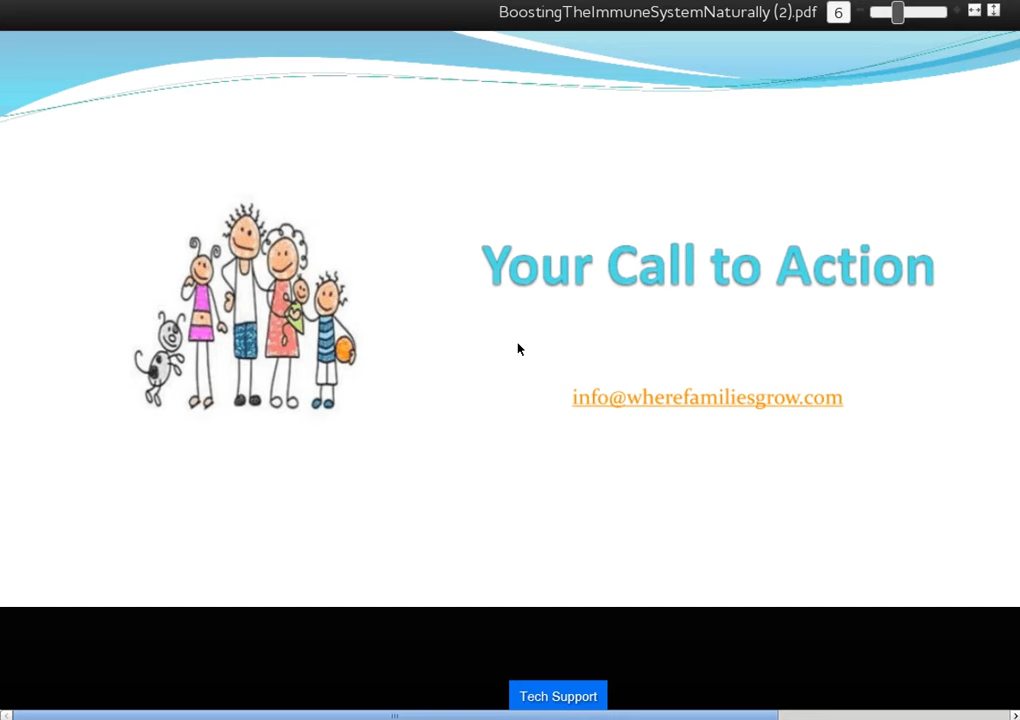 BoostingTheImmuneSystemNaturally (2).pdf 6
Your Call to Action
info@wherefamiliesgrow.com
Tech Support